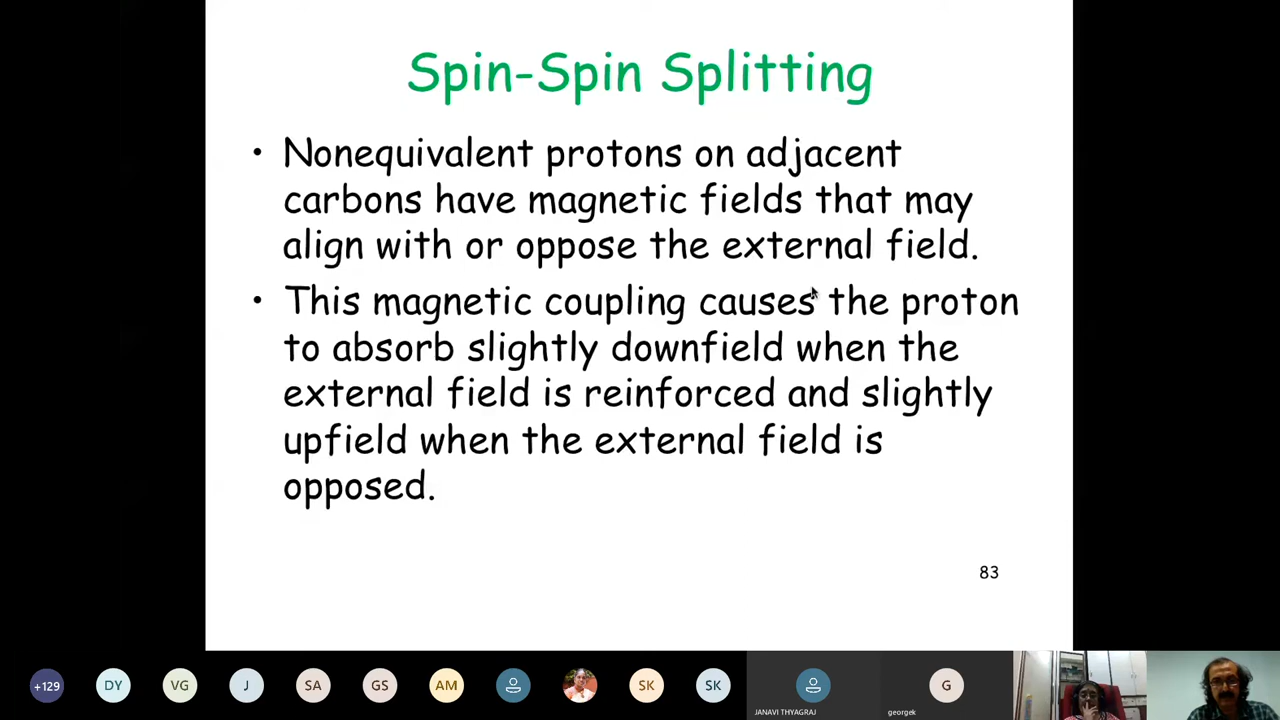 Spin-Spin Splitting
• Nonequivalent protons on adjacent
carbons have magnetic fields that may
align with or oppose the external field.
• This magnetic coupling causes the proton
to absorb slightly downfield when the
external field is reinforced and slightly
upfield when the external field is
opposed.
83
+129 DY VG J SA GS AM SK SK G
JANAVI THYAGRAJ georgek